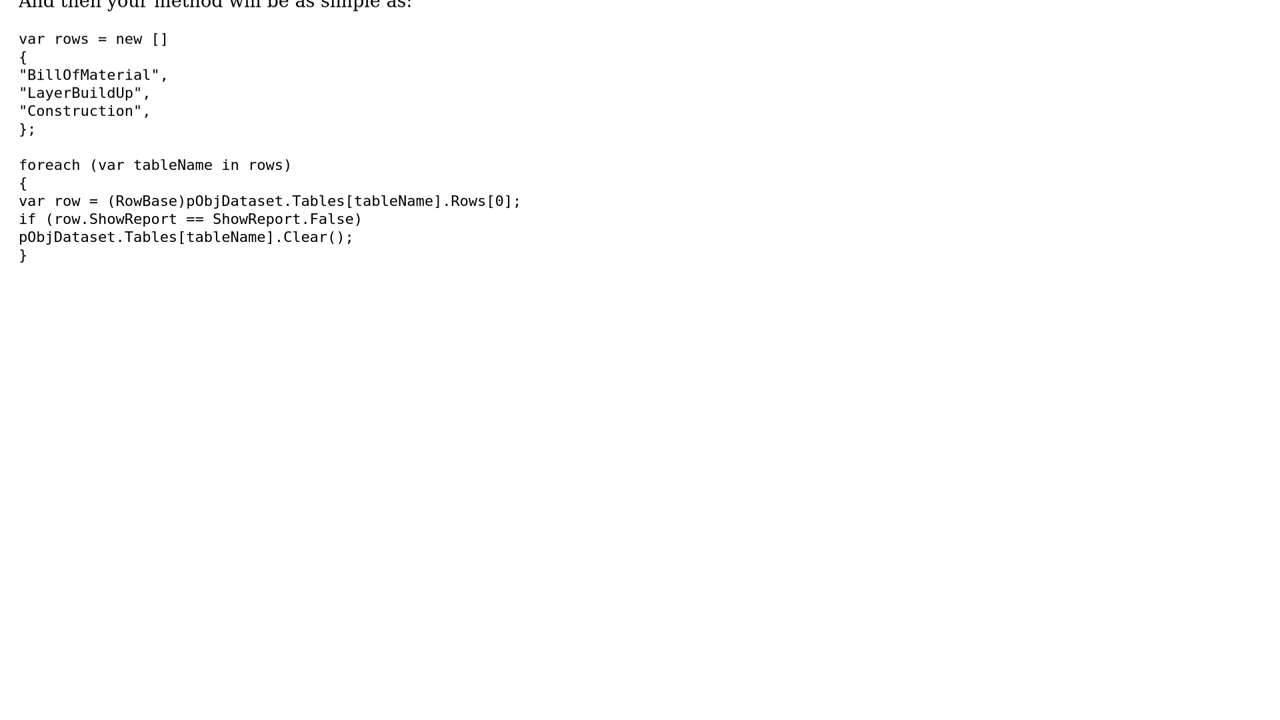 And then your method will be as simple as:
var rows = new []
{
"BillOfMaterial",
"LayerBuildUp",
"Construction",
};
foreach (var tableName in rows)
{
var row = (RowBase)pObjDataset.Tables[tableName].Rows[0];
if (row.ShowReport == ShowReport.False)
pObjDataset.Tables[tableName].Clear();
}